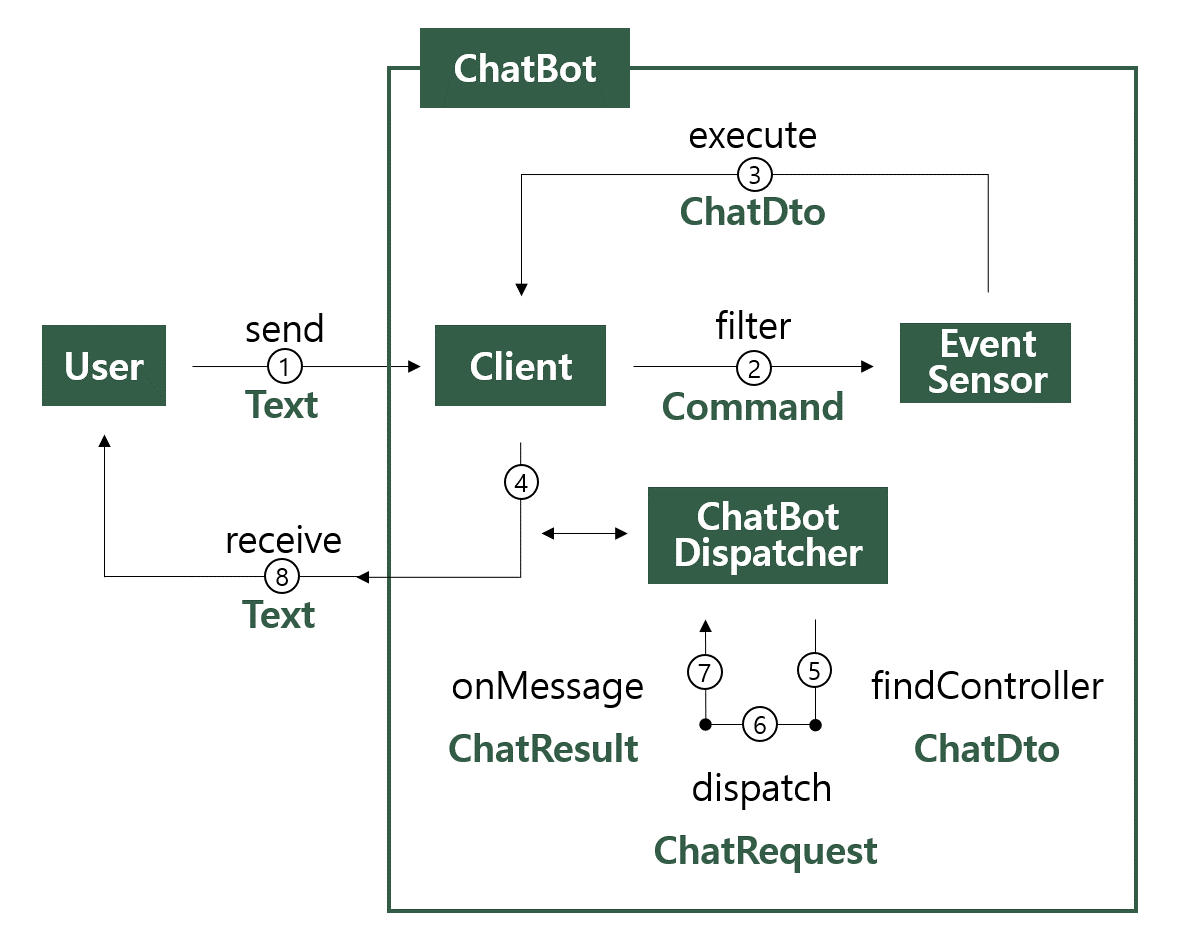 ChatBot
execute
3
ChatDto
User
send
1
Text
Client
filter
2
Command
Event
Sensor
4
ChatBot
Dispatcher
receive
8
Text
onMessage
ChatResult
7
5
6
findController
ChatDto
dispatch
ChatRequest